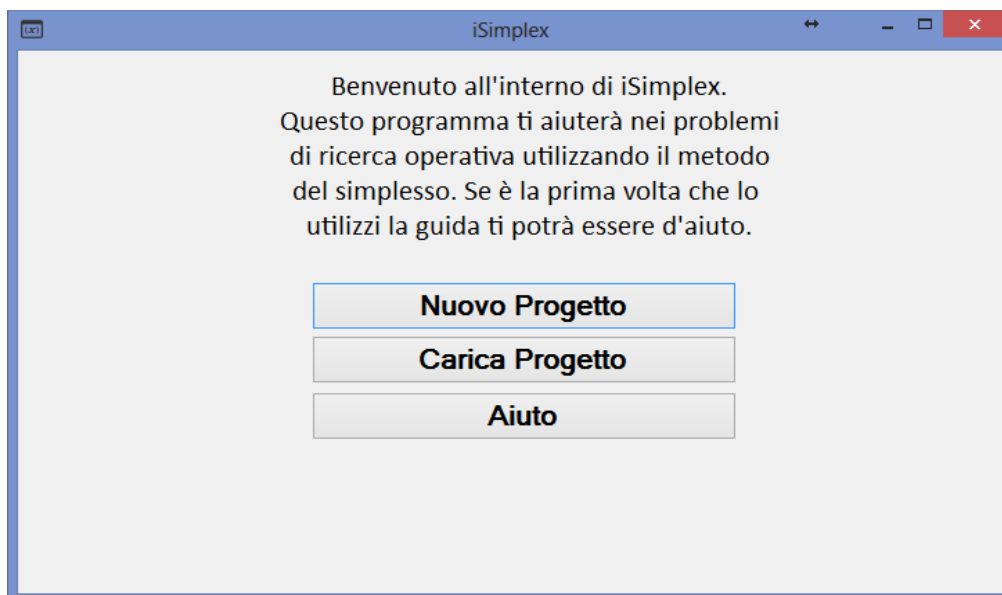 iSimplex
Benvenuto all'interno di iSimplex.
Questo programma ti aiuterà nei problemi
di ricerca operativa utilizzando il metodo
del simplesso. Se è la prima volta che lo
utilizzi la guida ti potrà essere d'aiuto.
Nuovo Progetto
Carica Progetto
Aiuto